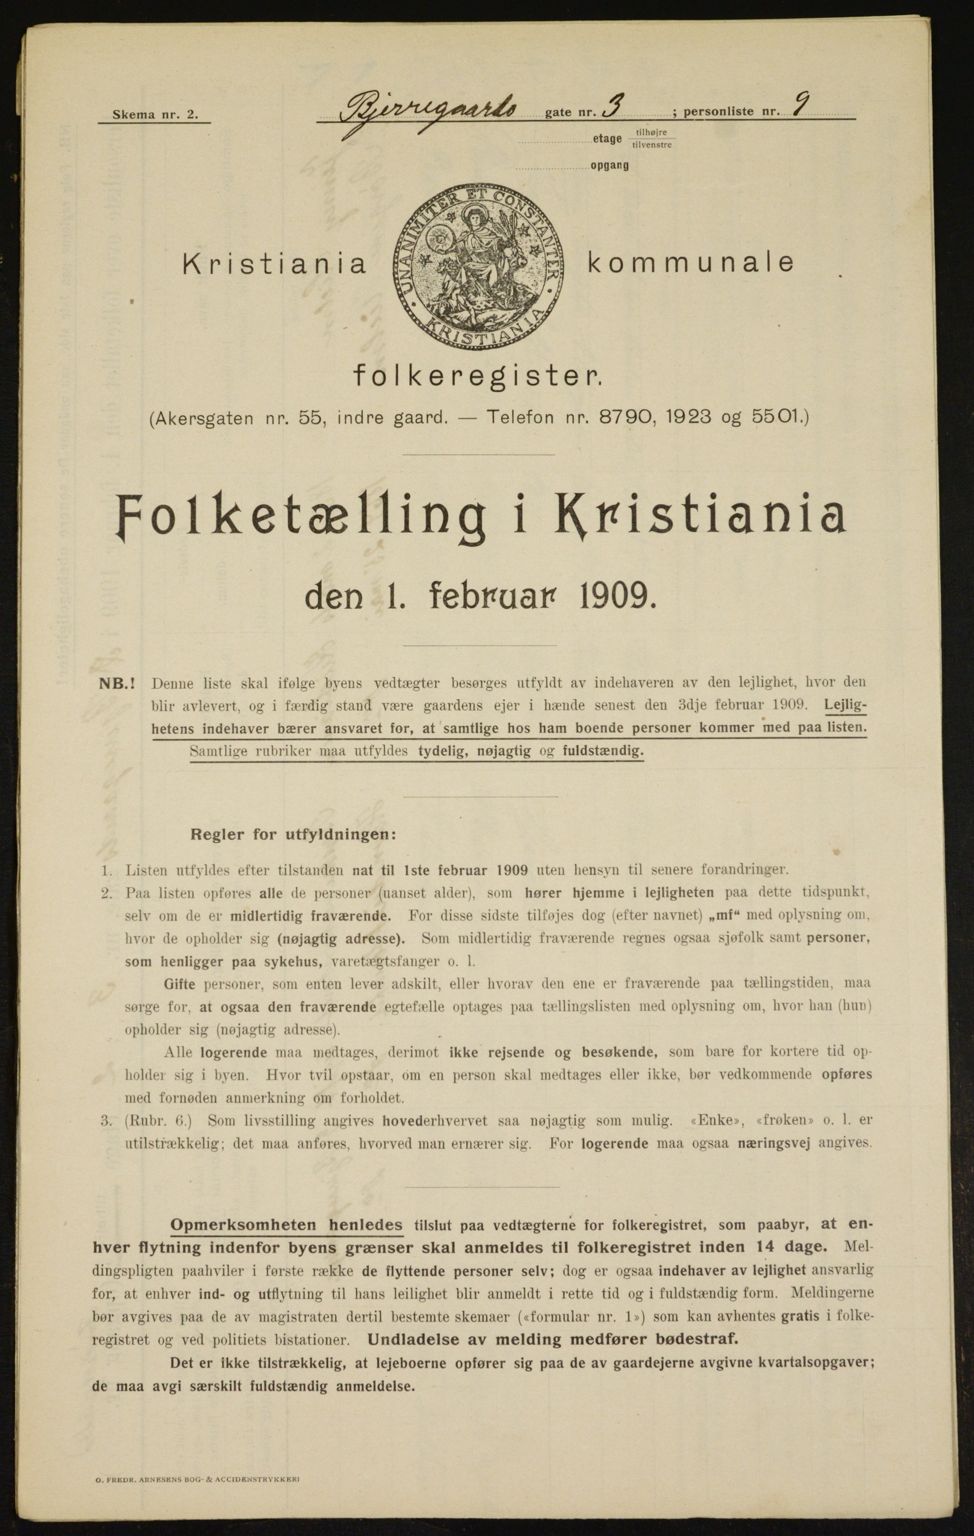 Skema nr. 2.
Bjerregaards gate nr. 3 ; personliste nr. 9
etage tilhøjre
tilvenstre
opgang
UNANIMITER ET CONSTANTER
KRISTIANIA
Kristiania kommunale
folkeregister.
(Akersgaten nr. 55, indre gaard. — Telefon nr. 8790, 1923 og 5501.)
Folketælling i Kristiania
den 1. februar 1909.
NB.! Denne liste skal ifølge byens vedtægter besørges utfyldt av indehaveren av den lejlighet, hvor den
blir avlevert, og i færdig stand være gaardens ejer i hænde senest den 3dje februar 1909. Lejlig-
hetens indehaver bærer ansvaret for, at samtlige hos ham boende personer kommer med paa listen.
Samtlige rubriker maa utfyldes tydelig, nøjagtig og fuldstændig.
Regler for utfyldningen:
1. Listen utfyldes efter tilstanden nat til 1ste februar 1909 uten hensyn til senere forandringer.
2. Paa listen opføres alle de personer (uanset alder), som hører hjemme i lejligheten paa dette tidspunkt,
selv om de er midlertidig fraværende. For disse sidste tilføjes dog (efter navnet) „mf“ med oplysning om,
hvor de opholder sig (nøjagtig adresse). Som midlertidig fraværende regnes ogsaa sjøfolk samt personer,
som henligger paa sykehus, varetægtsfanger o. l.
Gifte personer, som enten lever adskilt, eller hvorav den ene er fraværende paa tællingstiden, maa
sørge for, at ogsaa den fraværende egtefælle optages paa tællingslisten med oplysning om, hvor han (hun)
opholder sig (nøjagtig adresse).
Alle logerende maa medtages, derimot ikke rejsende og besøkende, som bare for kortere tid op-
holder sig i byen. Hvor tvil opstaar, om en person skal medtages eller ikke, bør vedkommende opføres
med fornøden anmerkning om forholdet.
3. (Rubr. 6.) Som livsstilling angives hovederhvervet saa nøjagtig som mulig. «Enke», «frøken» o. l. er
utilstrækkelig; det maa anføres, hvorved man ernærer sig. For logerende maa ogsaa næringsvej angives.
Opmerksomheten henledes tilslut paa vedtægterne for folkeregistret, som paabyr, at en-
hver flytning indenfor byens grænser skal anmeldes til folkeregistret inden 14 dage. Mel-
dingspligten paahviler i første række de flyttende personer selv; dog er ogsaa indehaver av lejlighet ansvarlig
for, at enhver ind- og utflytning til hans leilighet blir anmeldt i rette tid og i fuldstændig form. Meldingerne
bør avgives paa de av magistraten dertil bestemte skemaer («formular nr. 1») som kan avhentes gratis i folke-
registret og ved politiets bistationer. Undladelse av melding medfører bødestraf.
Det er ikke tilstrækkelig, at lejeboerne opfører sig paa de av gaardejerne avgivne kvartalsopgaver;
de maa avgi særskilt fuldstændig anmeldelse.
O. FREDR. ARNESENS BOG- & ACCIDENSTRYKKERI